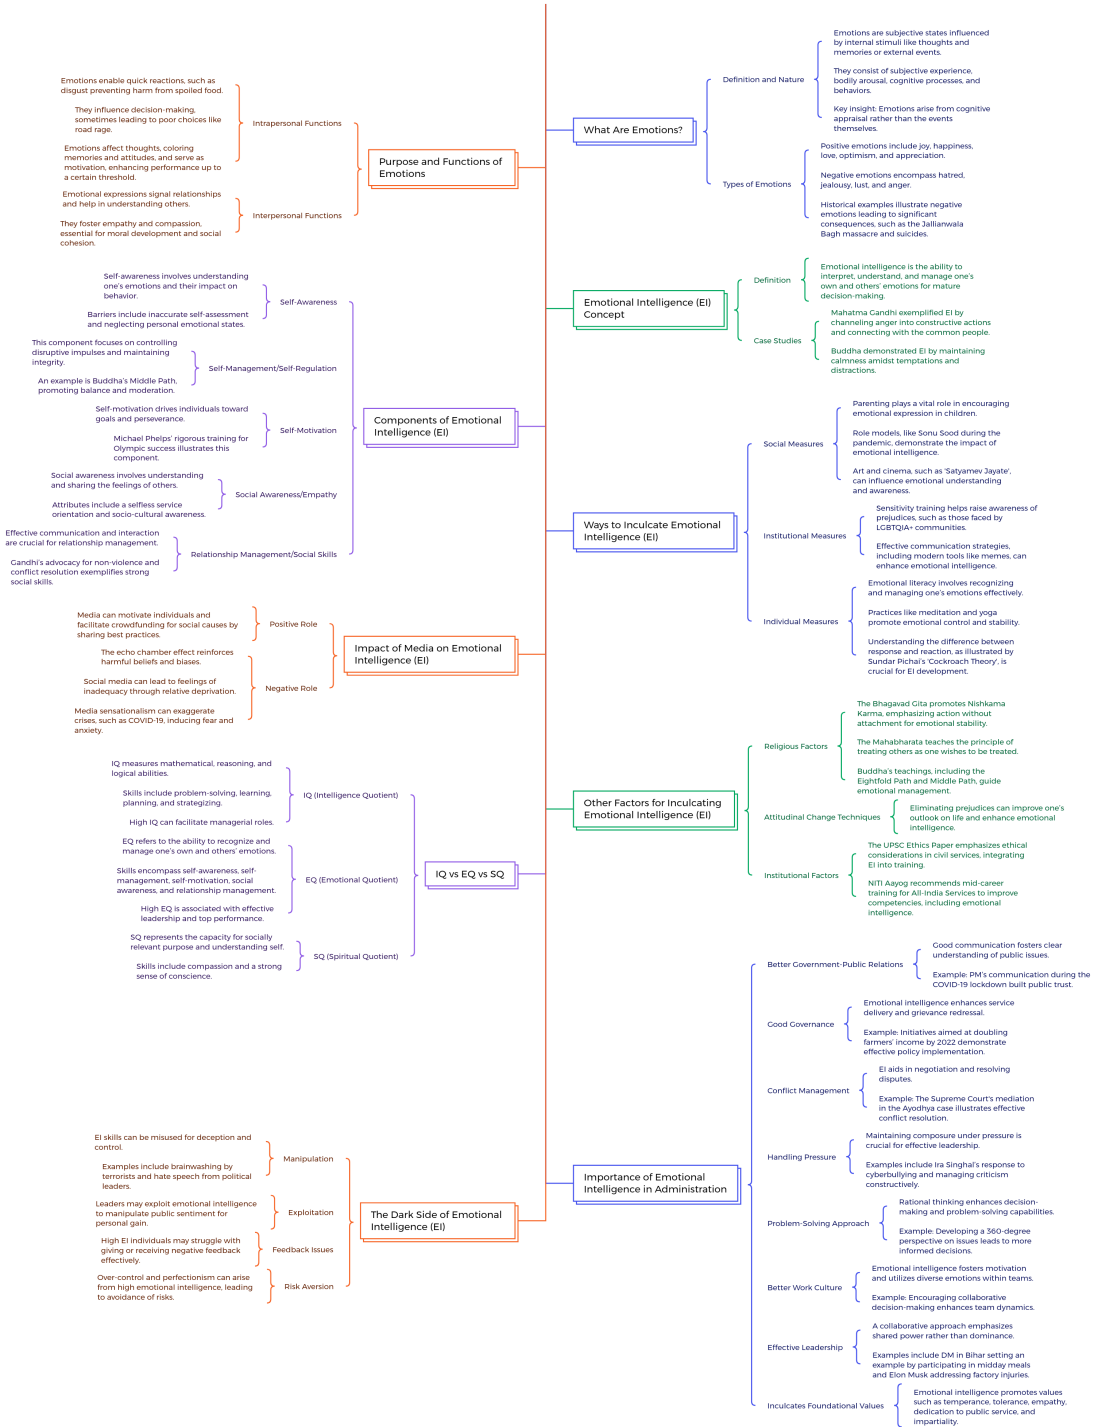 What Are Emotions?
Definition and Nature
Emotions are subjective states influenced
by internal stimuli like thoughts and
memories or external events.
They consist of subjective experience,
bodily arousal, cognitive processes, and
behaviors.
Key insight: Emotions arise from cognitive
appraisal rather than the events
themselves.
Types of Emotions
Positive emotions include joy, happiness,
love, optimism, and appreciation.
Negative emotions encompass hatred,
jealousy, lust, and anger.
Historical examples illustrate negative
emotions leading to significant
consequences, such as the Jallianwala
Bagh massacre and suicides.
Purpose and Functions of
Emotions
Intrapersonal Functions
Emotions enable quick reactions, such as
disgust preventing harm from spoiled food.
They influence decision-making,
sometimes leading to poor choices like
road rage.
Emotions affect thoughts, coloring
memories and attitudes, and serve as
motivation, enhancing performance up to
a certain threshold.
Interpersonal Functions
Emotional expressions signal relationships
and help in understanding others.
They foster empathy and compassion,
essential for moral development and social
cohesion.
Emotional Intelligence (EI)
Concept
Definition
Emotional intelligence is the ability to
interpret, understand, and manage one's
own and others' emotions for mature
decision-making.
Case Studies
Mahatma Gandhi exemplified EI by
channeling anger into constructive actions
and connecting with the common people.
Buddha demonstrated EI by maintaining
calmness amidst temptations and
distractions.
Components of Emotional
Intelligence (EI)
Self-Awareness
Self-awareness involves understanding
one's emotions and their impact on
behavior.
Barriers include inaccurate self-assessment
and neglecting personal emotional states.
Self-Management/Self-Regulation
This component focuses on controlling
disruptive impulses and maintaining
integrity.
An example is Buddha's Middle Path,
promoting balance and moderation.
Self-Motivation
Self-motivation drives individuals toward
goals and perseverance.
Michael Phelps' rigorous training for
Olympic success illustrates this
component.
Social Awareness/Empathy
Social awareness involves understanding
and sharing the feelings of others.
Attributes include a selfless service
orientation and socio-cultural awareness.
Relationship Management/Social Skills
Effective communication and interaction
are crucial for relationship management.
Gandhi's advocacy for non-violence and
conflict resolution exemplifies strong
social skills.
Ways to Inculcate Emotional
Intelligence (EI)
Social Measures
Parenting plays a vital role in encouraging
emotional expression in children.
Role models, like Sonu Sood during the
pandemic, demonstrate the impact of
emotional intelligence.
Art and cinema, such as 'Satyamev Jayate',
can influence emotional understanding
and awareness.
Institutional Measures
Sensitivity training helps raise awareness of
prejudices, such as those faced by
LGBTQIA+ communities.
Effective communication strategies,
including modern tools like memes, can
enhance emotional intelligence.
Individual Measures
Emotional literacy involves recognizing
and managing one's emotions effectively.
Practices like meditation and yoga
promote emotional control and stability.
Understanding the difference between
response and reaction, as illustrated by
Sundar Pichai's 'Cockroach Theory', is
crucial for EI development.
Impact of Media on Emotional
Intelligence (EI)
Positive Role
Media can motivate individuals and
facilitate crowdfunding for social causes by
sharing best practices.
Negative Role
The echo chamber effect reinforces
harmful beliefs and biases.
Social media can lead to feelings of
inadequacy through relative deprivation.
Media sensationalism can exaggerate
crises, such as COVID-19, inducing fear and
anxiety.
Other Factors for Inculcating
Emotional Intelligence (EI)
Religious Factors
The Bhagavad Gita promotes Nishkama
Karma, emphasizing action without
attachment for emotional stability.
The Mahabharata teaches the principle of
treating others as one wishes to be treated.
Buddha's teachings, including the
Eightfold Path and Middle Path, guide
emotional management.
Attitudinal Change Techniques
Eliminating prejudices can improve one's
outlook on life and enhance emotional
intelligence.
Institutional Factors
The UPSC Ethics Paper emphasizes ethical
considerations in civil services, integrating
EI into training.
NITI Aayog recommends mid-career
training for All-India Services to improve
competencies, including emotional
intelligence.
IQ vs EQ vs SQ
IQ (Intelligence Quotient)
IQ measures mathematical, reasoning, and
logical abilities.
Skills include problem-solving, learning,
planning, and strategizing.
High IQ can facilitate managerial roles.
EQ (Emotional Quotient)
EQ refers to the ability to recognize and
manage one's own and others' emotions.
Skills encompass self-awareness, self-
management, self-motivation, social
awareness, and relationship management.
High EQ is associated with effective
leadership and top performance.
SQ (Spiritual Quotient)
SQ represents the capacity for socially
relevant purpose and understanding self.
Skills include compassion and a strong
sense of conscience.
Importance of Emotional
Intelligence in Administration
Better Government-Public Relations
Good communication fosters clear
understanding of public issues.
Example: PM's communication during the
COVID-19 lockdown built public trust.
Good Governance
Emotional intelligence enhances service
delivery and grievance redressal.
Example: Initiatives aimed at doubling
farmers' income by 2022 demonstrate
effective policy implementation.
Conflict Management
EI aids in negotiation and resolving
disputes.
Example: The Supreme Court's mediation
in the Ayodhya case illustrates effective
conflict resolution.
Handling Pressure
Maintaining composure under pressure is
crucial for effective leadership.
Examples include Ira Singhal's response to
cyberbullying and managing criticism
constructively.
Problem-Solving Approach
Rational thinking enhances decision-
making and problem-solving capabilities.
Example: Developing a 360-degree
perspective on issues leads to more
informed decisions.
Better Work Culture
Emotional intelligence fosters motivation
and utilizes diverse emotions within teams.
Example: Encouraging collaborative
decision-making enhances team dynamics.
Effective Leadership
A collaborative approach emphasizes
shared power rather than dominance.
Examples include DM in Bihar setting an
example by participating in midday meals
and Elon Musk addressing factory injuries.
Inculcates Foundational Values
Emotional intelligence promotes values
such as temperance, tolerance, empathy,
dedication to public service, and
impartiality.
The Dark Side of Emotional
Intelligence (EI)
Manipulation
EI skills can be misused for deception and
control.
Examples include brainwashing by
terrorists and hate speech from political
leaders.
Exploitation
Leaders may exploit emotional intelligence
to manipulate public sentiment for
personal gain.
Feedback Issues
High EI individuals may struggle with
giving or receiving negative feedback
effectively.
Risk Aversion
Over-control and perfectionism can arise
from high emotional intelligence, leading
to avoidance of risks.